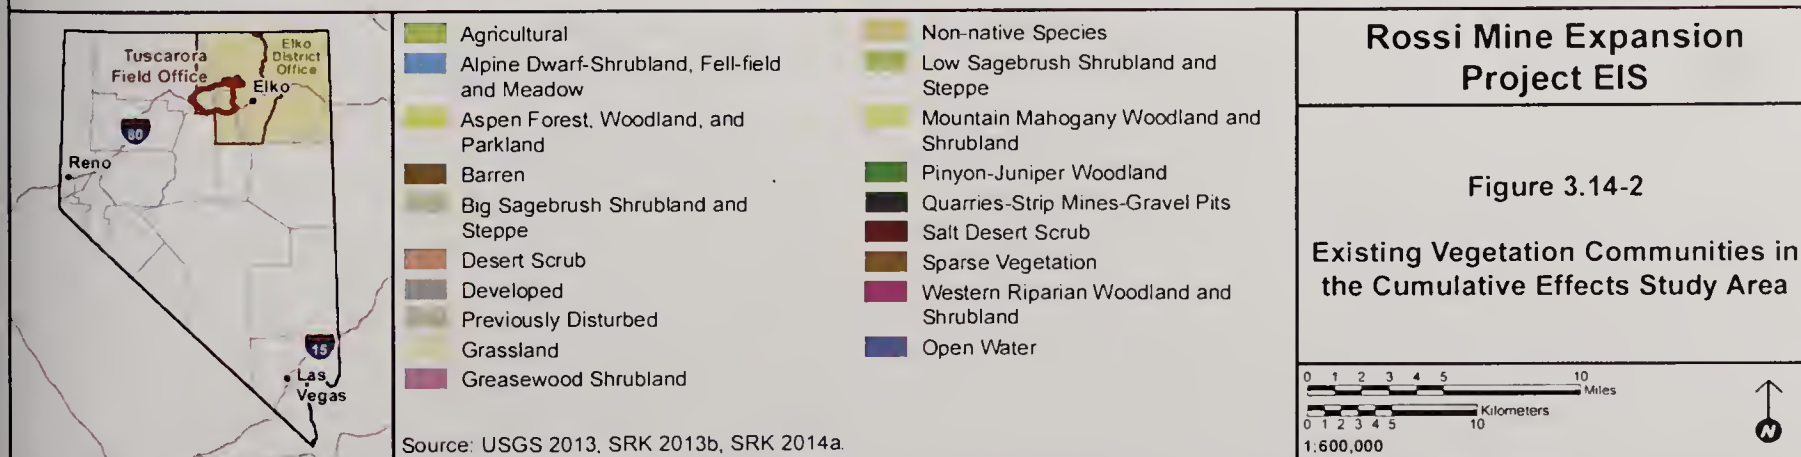 Tuscarora
Field Office
Elko
District
Office
Elko
80
Reno
15
Las
Vegas
Agricultural
Alpine Dwarf-Shrubland, Fell-field
and Meadow
Aspen Forest, Woodland, and
Parkland
Barren
Big Sagebrush Shrubland and
Steppe
Desert Scrub
Developed
Previously Disturbed
Grassland
Greasewood Shrubland
Non-native Species
Low Sagebrush Shrubland and
Steppe
Mountain Mahogany Woodland and
Shrubland
Pinyon-Juniper Woodland
Quarries-Strip Mines-Gravel Pits
Salt Desert Scrub
Sparse Vegetation
Western Riparian Woodland and
Shrubland
Open Water
Source: USGS 2013, SRK 2013b, SRK 2014a.
Rossi Mine Expansion
Project EIS
Figure 3.14-2
Existing Vegetation Communities in
the Cumulative Effects Study Area
0 1 2 3 4 5 10
Miles
Kilometers
0 1 2 3 4 5 10
1:600,000
N